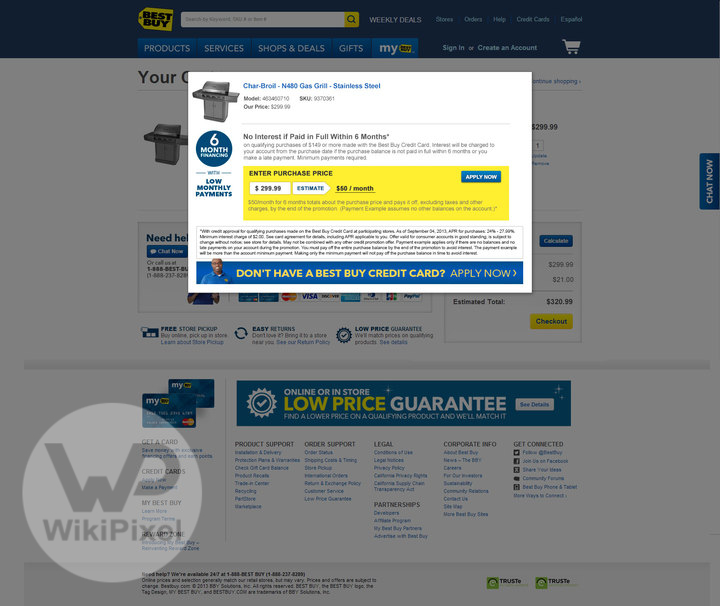 BEST BUY
Search by Keyword, SKU # or Item #
WEEKLY DEALS
Stores Orders Help Credit Cards Español
PRODUCTS SERVICES SHOPS & DEALS GIFTS my
Sign In or Create an Account
Your C
ontinue shopping ›
Char-Broil - N480 Gas Grill - Stainless Steel
Model: 463460710 SKU: 9370361
Our Price: $299.99
$299.99
1
Update
Remove
6 MONTH FINANCING
WITH
LOW MONTHLY PAYMENTS
No Interest if Paid in Full Within 6 Months*
on qualifying purchases of $149 or more made with the Best Buy Credit Card. Interest will be charged to
your account from the purchase date if the purchase balance is not paid in full within 6 months or you
make a late payment. Minimum payments required.
ENTER PURCHASE PRICE
APPLY NOW
$ 299.99 ESTIMATE $50 / month
$50/month for 6 months totals about the purchase price and pays it off, excluding taxes and other
charges, by the end of the promotion. (Payment Example assumes no other balances on the account.)*
*With credit approval for qualifying purchases made on the Best Buy Credit Card at participating stores. As of September 04, 2013, APR for purchases: 24% - 27.99%.
Minimum interest charge of $2.00. See card agreement for details, including APR applicable to you. Offer valid for consumer accounts in good standing; is subject to
change without notice; see store for details. May not be combined with any other credit promotion offer. Payment example applies only if there are no balances and no
late payments on your account during the promotion. You must pay off the entire purchase balance by the end of the promotion to avoid interest. The payment example
will be more than the account minimum payment. Making only the minimum payment will not pay off the purchase balance in time to avoid interest.
DON'T HAVE A BEST BUY CREDIT CARD? APPLY NOW ›
CHAT NOW
Need help
Chat Now
Or call us at
1-888-BEST-BU
(1-888-237-828
Calculate
$299.99
$21.00
Estimated Total: $320.99
Checkout
VISA DISCOVER PayPal
FREE STORE PICKUP
Buy online, pick up in store.
Learn about Store Pickup
EASY RETURNS
Don't love it? Bring it to a store
near you. See our Return Policy
LOW PRICE GUARANTEE
We'll match prices on qualifying
products. See details
my
ONLINE OR IN STORE
LOW PRICE GUARANTEE
FIND A LOWER PRICE ON A QUALIFYING PRODUCT AND WE'LL MATCH IT
See Details
GET A CARD
Save money with exclusive
financing offers and earn points
CREDIT CARDS
Apply Now
Make a Payment
MY BEST BUY
Learn More
Program Terms
REWARD ZONE
Introducing My Best Buy –
Reinventing Reward Zone
PRODUCT SUPPORT
Installation & Delivery
Protection Plans & Warranties
Check Gift Card Balance
Product Recalls
Trade-in Center
Recycling
PartStore
Marketplace
ORDER SUPPORT
Order Status
Shipping Costs & Timing
Store Pickup
International Orders
Return & Exchange Policy
Customer Service
Low Price Guarantee
LEGAL
Conditions of Use
Legal Notices
Privacy Policy
California Privacy Rights
California Supply Chain
Transparency Act
PARTNERSHIPS
Developers
Affiliate Program
My Best Buy Partners
Advertise with Best Buy
CORPORATE INFO
About Best Buy
News – The BBY
Careers
For Our Investors
Sustainability
Community Relations
Contact Us
Site Map
More Best Buy Sites
GET CONNECTED
Follow @BestBuy
Join Us on Facebook
Share Your Ideas
Community Forums
Best Buy Phone & Tablet
More Ways to Connect ›
WikiPixel
Need help? We're available 24/7 at 1-888-BEST BUY (1-888-237-8289)
Online prices and selection generally match our retail stores, but may vary. Prices and offers are subject to
change. Bestbuy.com © 2013 BBY Solutions, Inc. All rights reserved. BEST BUY, the BEST BUY logo, the
Tag Design, MY BEST BUY, and BESTBUY.COM are trademarks of BBY Solutions, Inc.
TRUSTe
TRUSTe